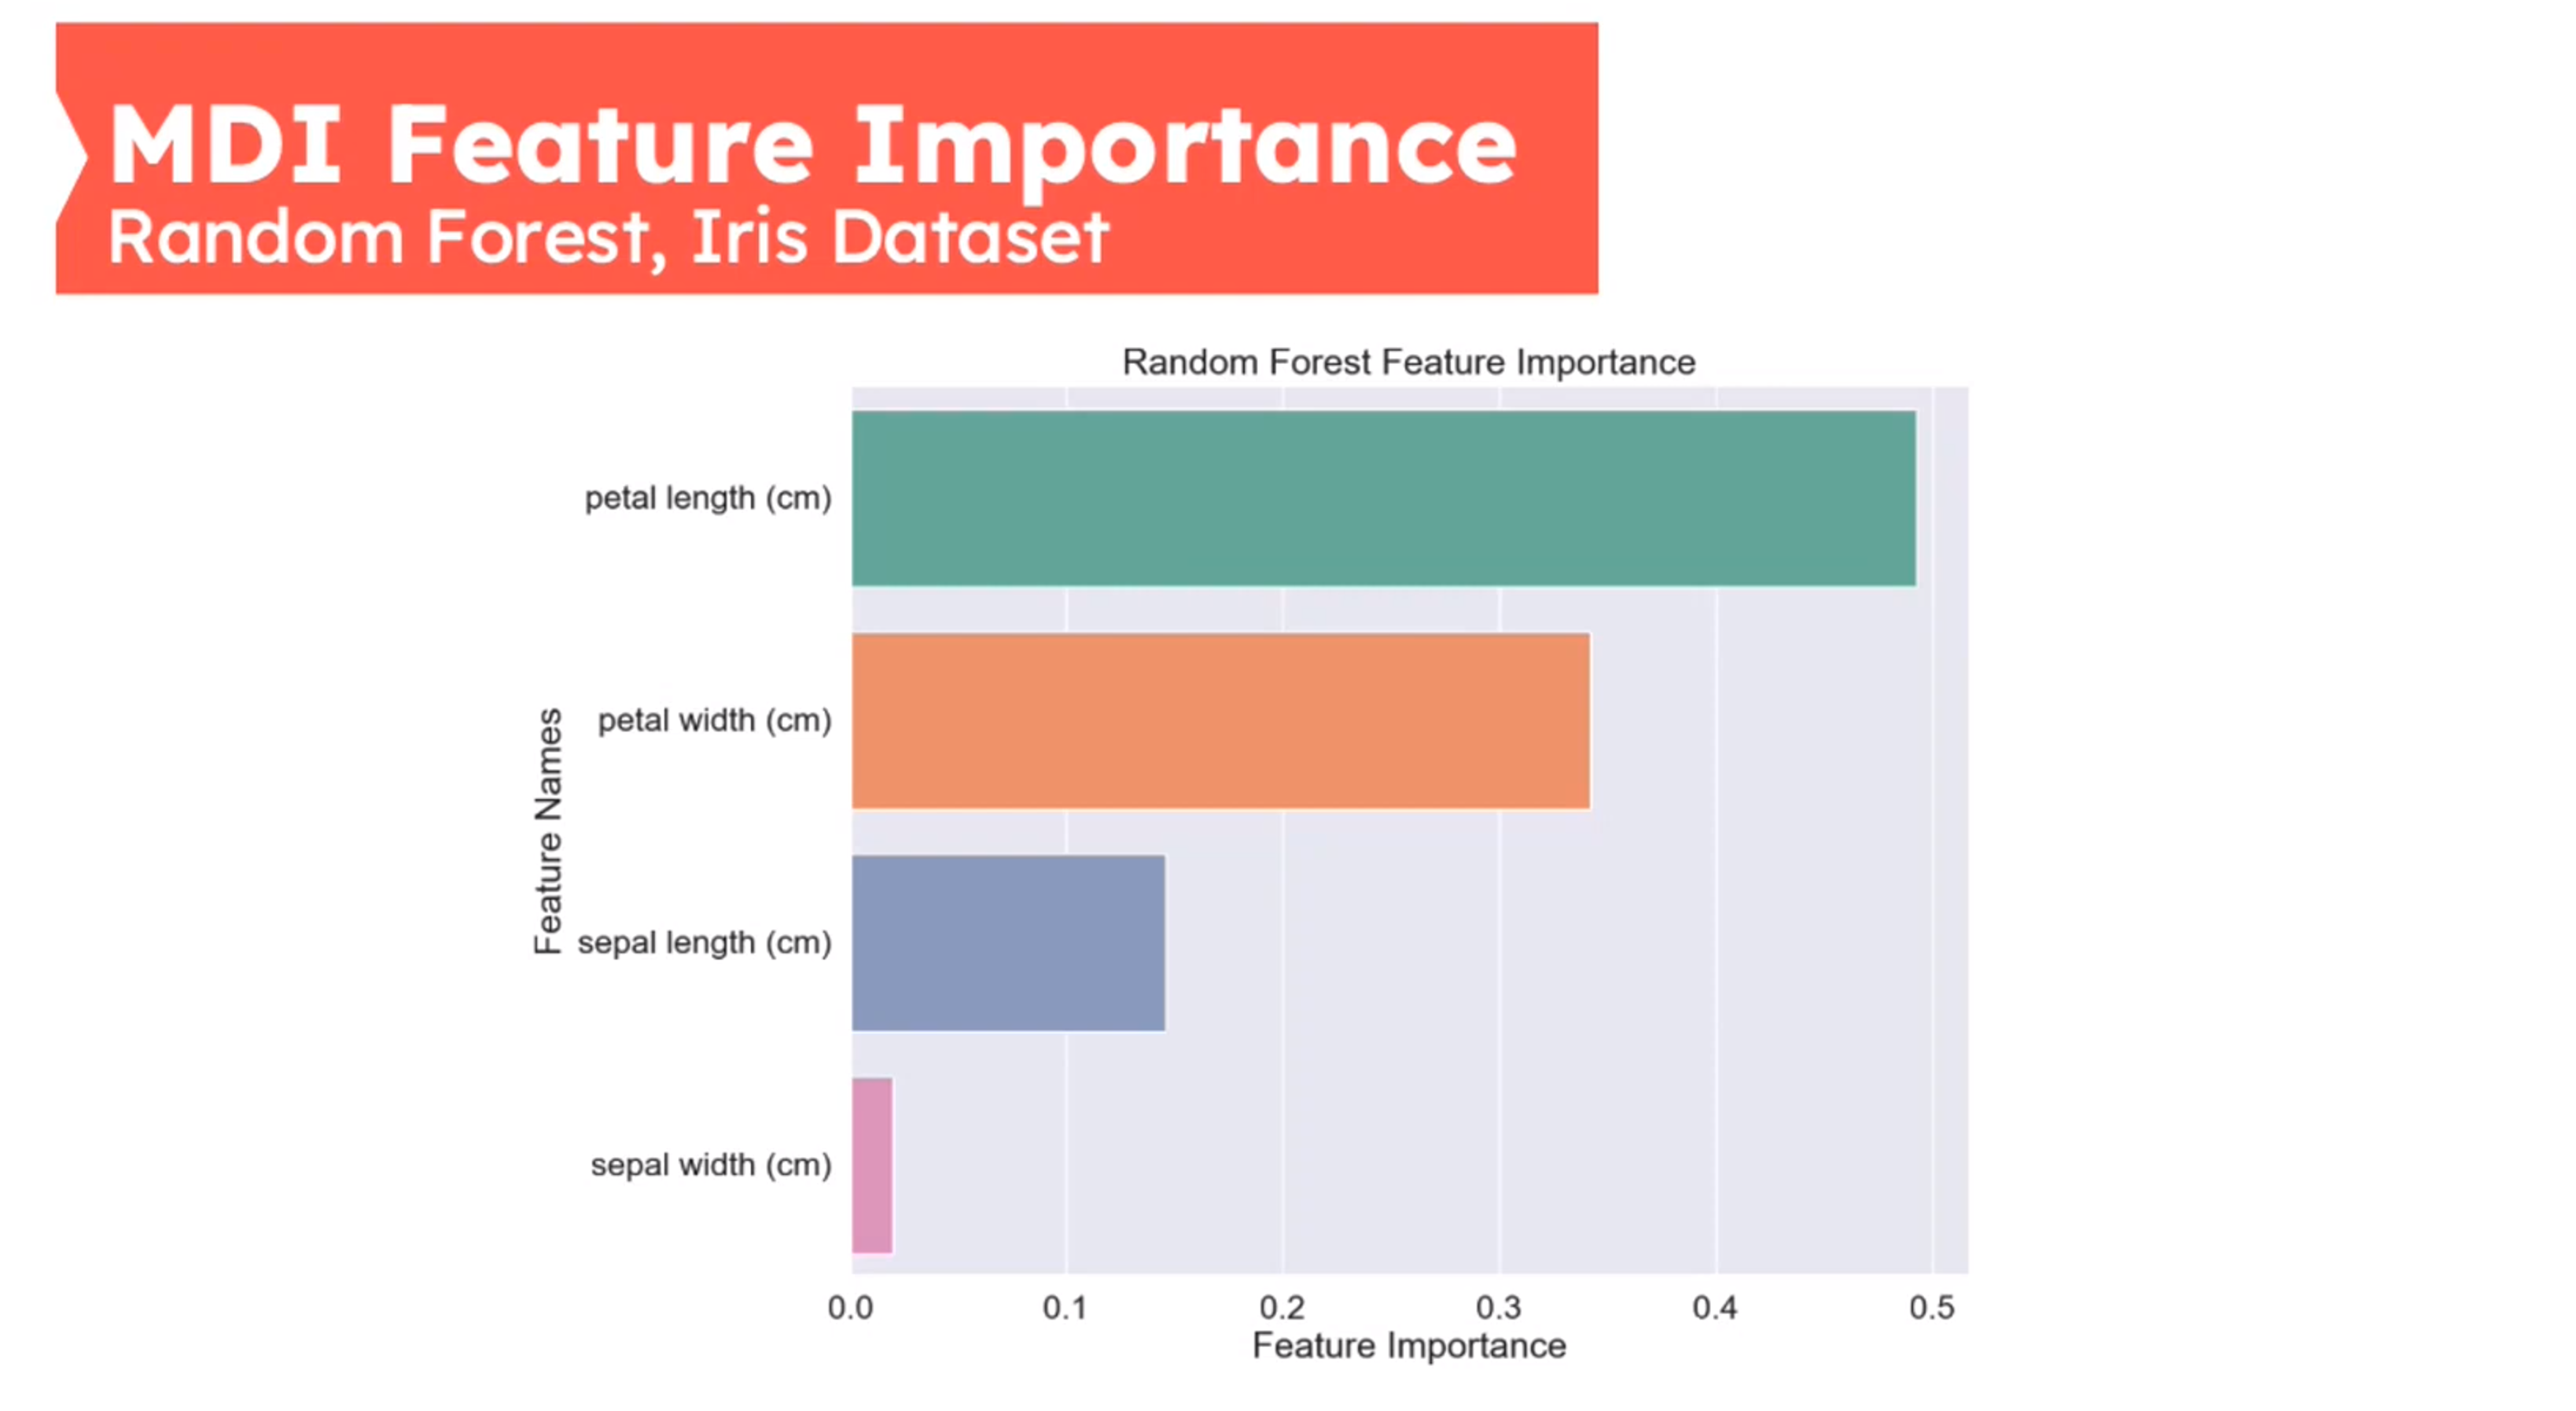 MDI Feature Importance
Random Forest, Iris Dataset
Random Forest Feature Importance
Feature Names
petal length (cm)
petal width (cm)
sepal length (cm)
sepal width (cm)
0.0 0.1 0.2 0.3 0.4 0.5
Feature Importance